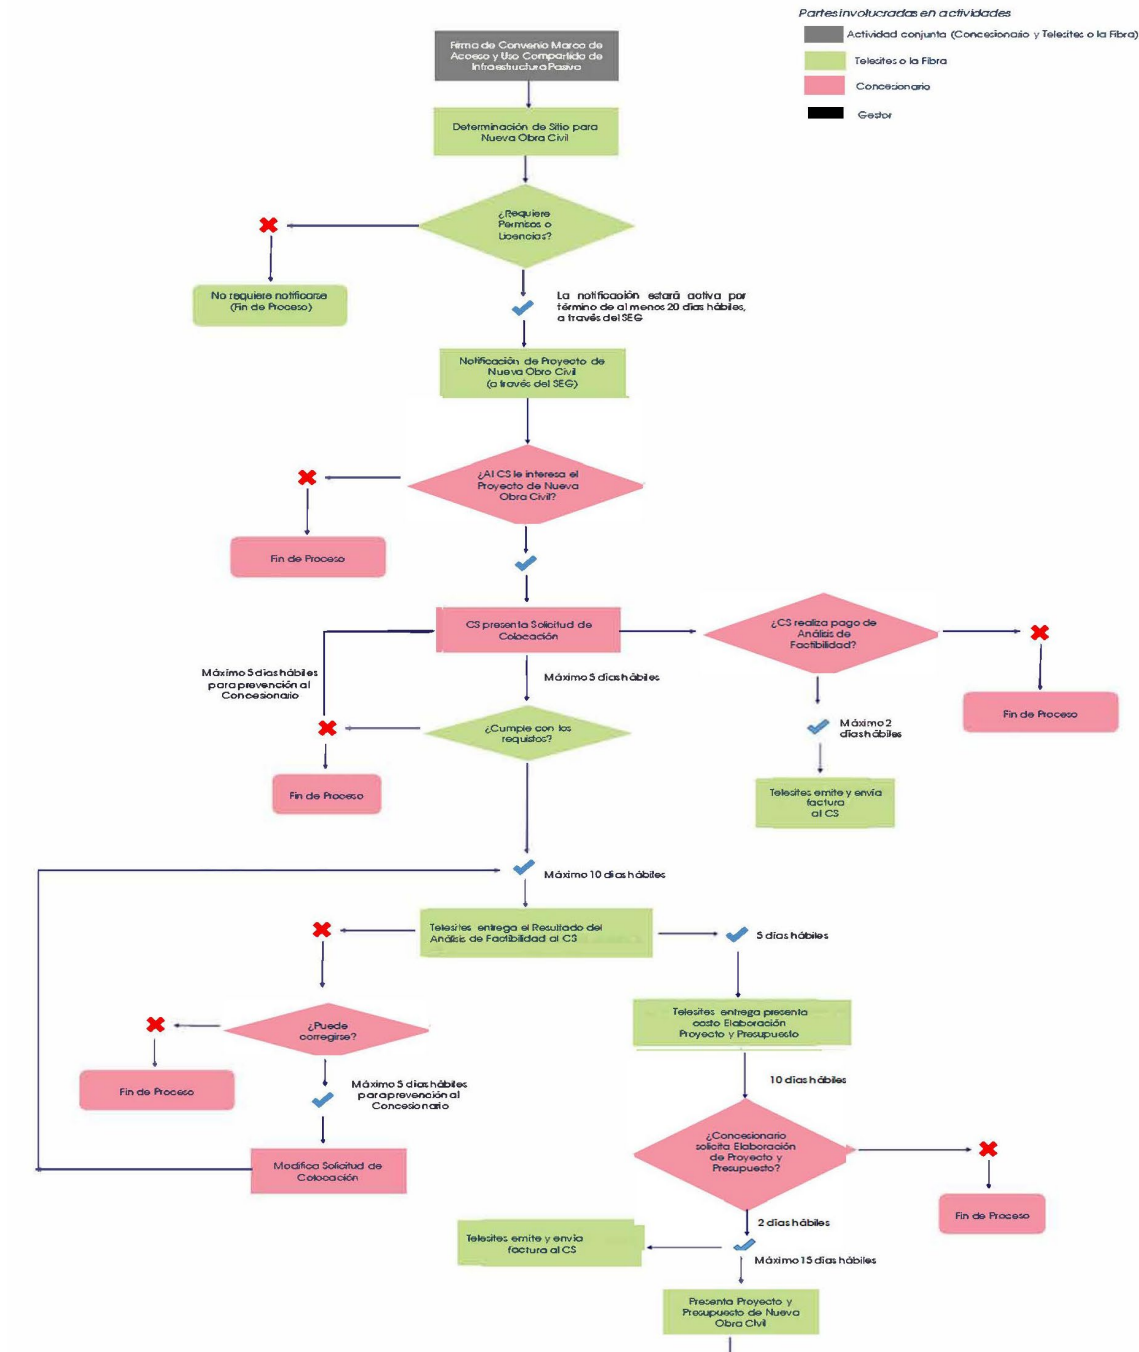 Partes involucradas en actividades
Actividad conjunta (Concesionario y Telesites o la Fibra)
Telesites o la Fibra
Concesionario
Gestor
Firma de Convenio Marco de
Acceso y Uso Compartido de
Infraestructura Pasiva
Determinación de Sitio para
Nueva Obra Civil
¿Requiere
Permisos o
Licencias?
No requiere notificarse
(Fin de Proceso)
La notificación estará activa por
término de al menos 20 días hábiles,
a través del SEG
Notificación de Proyecto de
Nueva Obro Civil
(a través del SEG)
¿Al CS le interesa el
Proyecto de Nueva
Obra Civil?
Fin de Proceso
CS presenta Solicitud de
Colocación
¿CS realiza pago de
Análisis de
Factibilidad?
Máximo 5 días hábiles
para prevención al
Concesionario
Máximo 5 días hábiles
Fin de Proceso
¿Cumple con los
requistos?
Máximo 2
días hábiles
Fin de Proceso
Telesites emite y envía
factura
al CS
Máximo 10 días hábiles
Telesites entrega el Resultado del
Análisis de Factibilidad al CS
5 días hábiles
¿Puede
corregirse?
Telesites entrega presenta
costo Elaboración
Proyecto y Presupuesto
Fin de Proceso
Máximo 5 días hábiles
para prevención al
Concesionario
10 días hábiles
¿Concesionario
solicita Elaboración
de Proyecto y
Presupuesto?
Modifica Solicitud de
Colocación
Fin de Proceso
2 días hábiles
Telesites emite y envía
factura al CS
Máximo 15 días hábiles
Presenta Proyecto y
Presupuesto de Nueva
Obra Civil